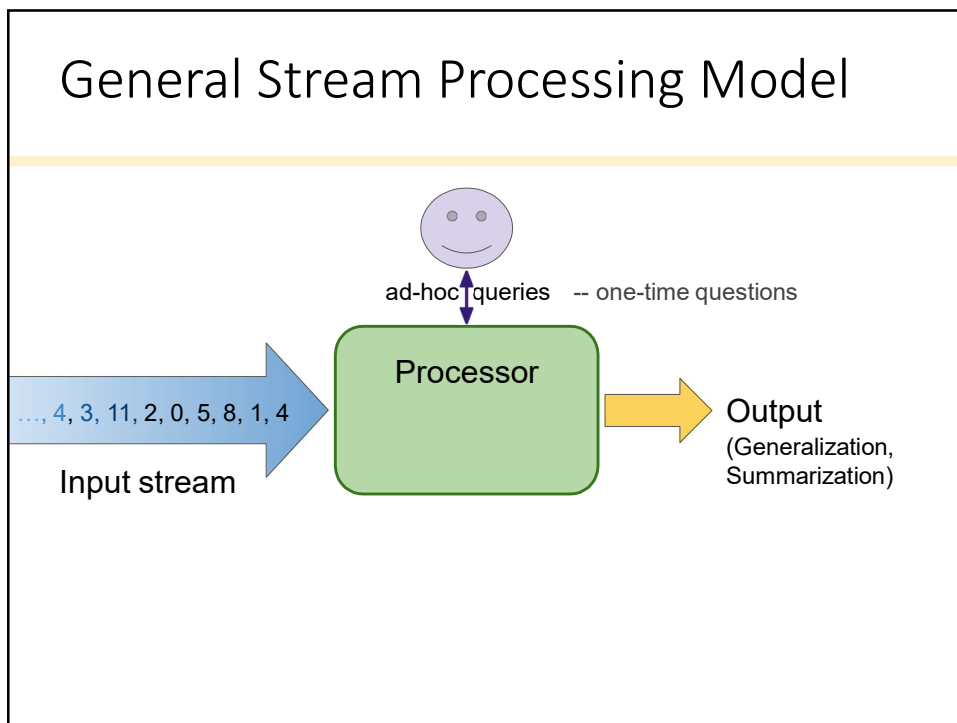 General Stream Processing Model
ad-hoc queries -- one-time questions
Processor
..., 4, 3, 11, 2, 0, 5, 8, 1, 4
Input stream
Output
(Generalization,
Summarization)